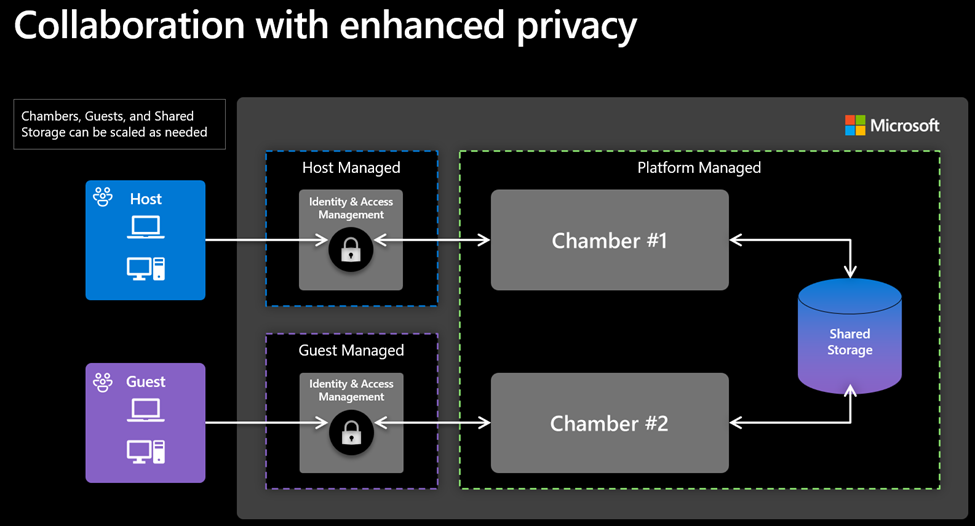 Collaboration with enhanced privacy
Chambers, Guests, and Shared
Storage can be scaled as needed
Microsoft
Host Managed
Platform Managed
Host
Identity & Access
Management
Chamber #1
Shared
Storage
Guest Managed
Guest
Identity & Access
Management
Chamber #2